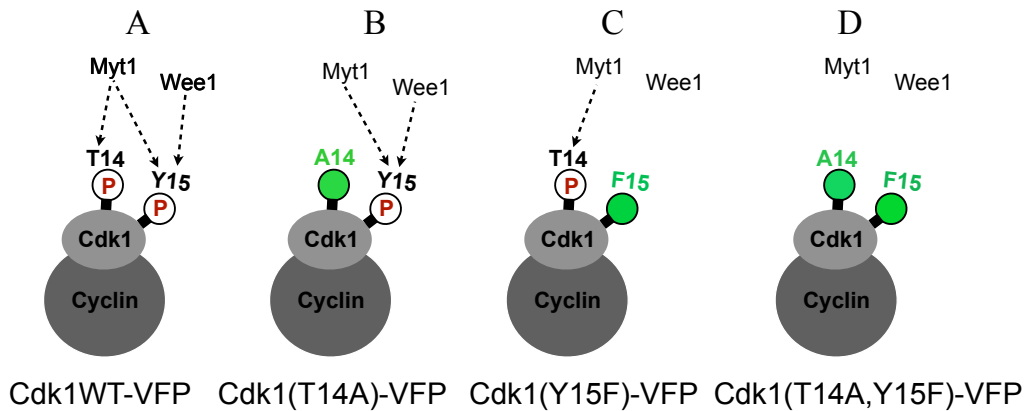 A B C D
Myt1 Wee1 Myt1 Wee1 Myt1 Wee1 Myt1 Wee1
T14 Y15 A14 Y15 T14 F15 A14 F15
P P P P
Cdk1 Cdk1 Cdk1 Cdk1
Cyclin Cyclin Cyclin Cyclin
Cdk1WT-VFP Cdk1(T14A)-VFP Cdk1(Y15F)-VFP Cdk1(T14A,Y15F)-VFP